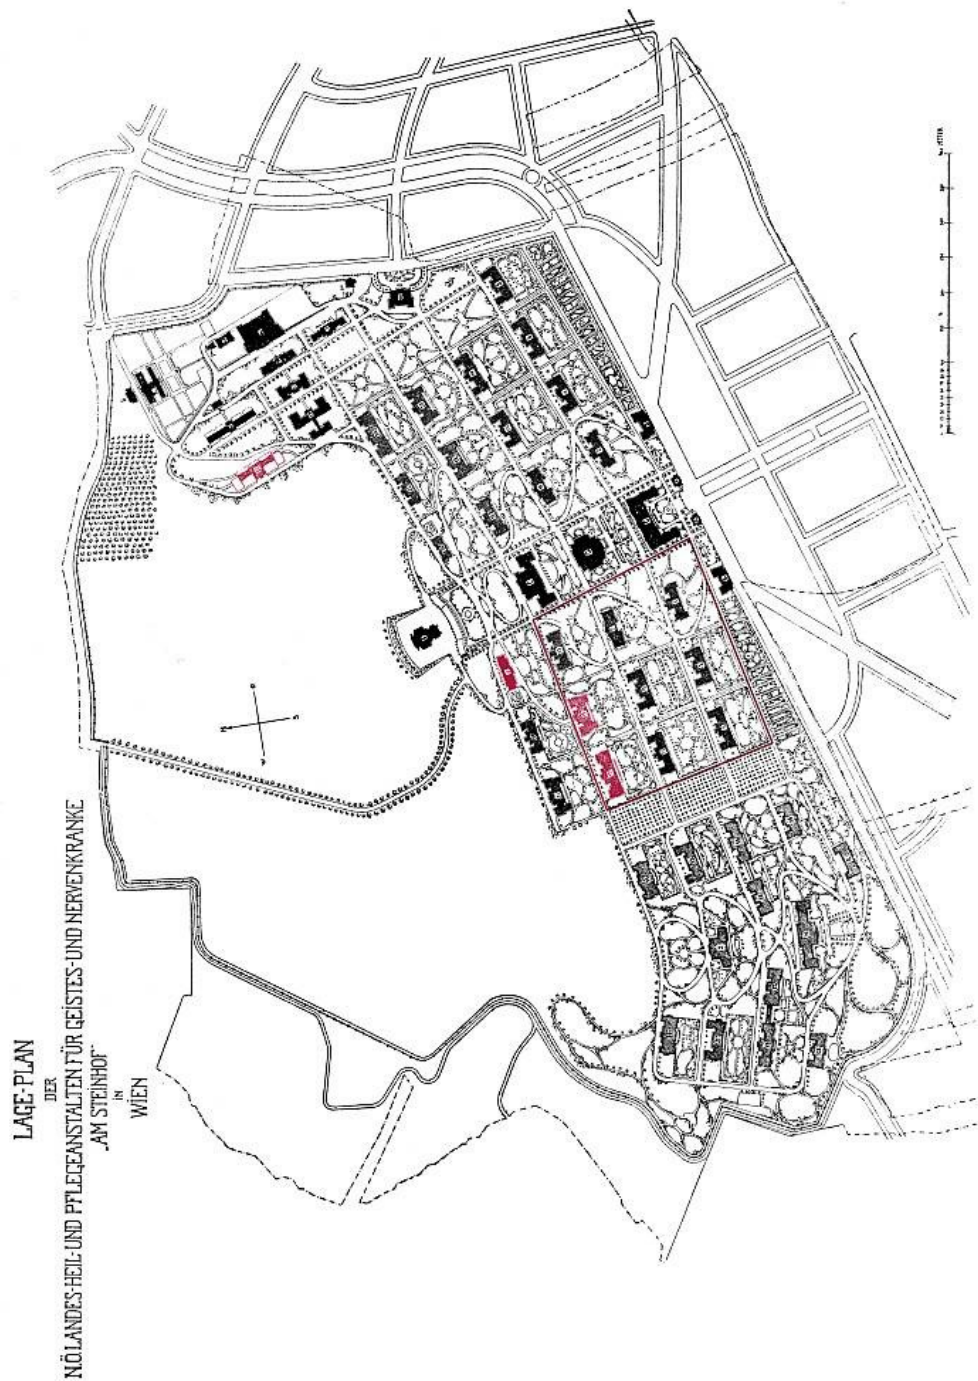 LAGE-PLAN
DER
N.Ö. LANDES-HEIL- UND PFLEGEANSTALTEN FÜR GEISTES- UND NERVENKRANKE
„AM STEINHOF“
IN
WIEN